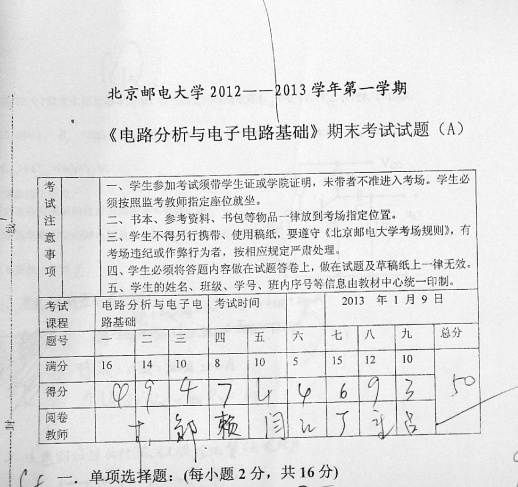 北京邮电大学 2012——2013 学年第一学期
《电路分析与电子电路基础》期末考试试题（A）
考试注意事项
一、学生参加考试须带学生证或学院证明，未带者不准进入考场。学生必
须按照监考教师指定座位就坐。
二、书本、参考资料、书包等物品一律放到考场指定位置。
三、学生不得另行携带、使用稿纸，要遵守《北京邮电大学考场规则》，有
考场违纪或作弊行为者，按相应规定严肃处理。
四、学生必须将答题内容做在试题答卷上，做在试题及草稿纸上一律无效。
五、学生的姓名、班级、学号、班内序号等信息由教材中心统一印制。
考试课程 电路分析与电子电路基础 考试时间 2013 年 1 月 9 日
题号 一 二 三 四 五 六 七 八 九 总分
满分 16 14 10 8 10 5 15 12 10
得分 9 4 7 4 4 6 9 3 50
阅卷教师 郭 赖 闫 丁
一．单项选择题：(每小题 2 分，共 16 分)